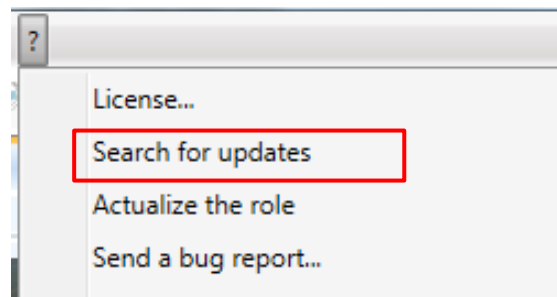 ?
License...
Search for updates
Actualize the role
Send a bug report...